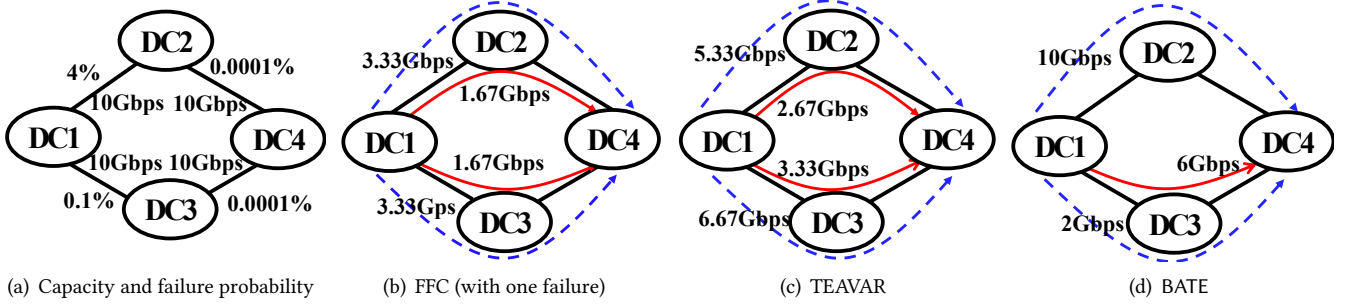 DC2
4%
0.0001%
10Gbps 10Gbps
DC1
DC4
10Gbps 10Gbps
0.1%
0.0001%
DC3
(a) Capacity and failure probability
DC2
3.33Gbps
1.67Gbps
DC1
DC4
1.67Gbps
3.33Gps
DC3
(b) FFC (with one failure)
DC2
5.33Gbps
2.67Gbps
DC1
DC4
3.33Gbps
6.67Gbps
DC3
(c) TEAVAR
DC2
10Gbps
DC1
DC4
6Gbps
2Gbps
DC3
(d) BATE